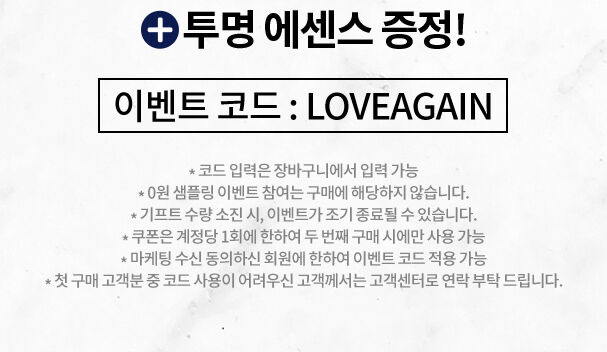 +투명 에센스 증정!
이벤트 코드 : LOVEAGAIN
* 코드 입력은 장바구니에서 입력 가능
* 0원 샘플링 이벤트 참여는 구매에 해당하지 않습니다.
* 기프트 수량 소진 시, 이벤트가 조기 종료될 수 있습니다.
* 쿠폰은 계정당 1회에 한하여 두 번째 구매 시에만 사용 가능
* 마케팅 수신 동의하신 회원에 한하여 이벤트 코드 적용 가능
* 첫 구매 고객분 중 코드 사용이 어려우신 고객께서는 고객센터로 연락 부탁 드립니다.